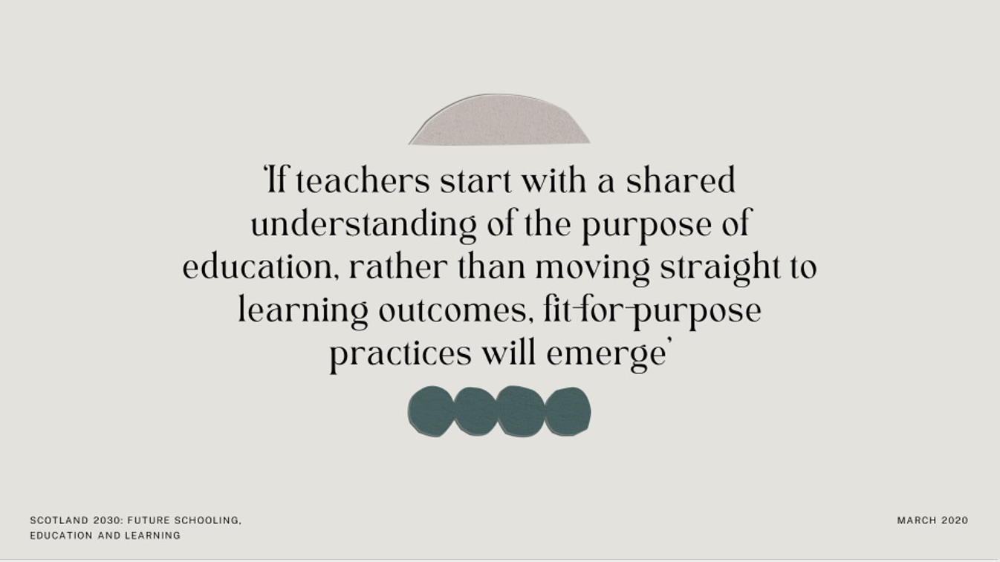 ‘If teachers start with a shared
understanding of the purpose of
education, rather than moving straight to
learning outcomes, fit-for-purpose
practices will emerge’
SCOTLAND 2030: FUTURE SCHOOLING,
EDUCATION AND LEARNING
MARCH 2020